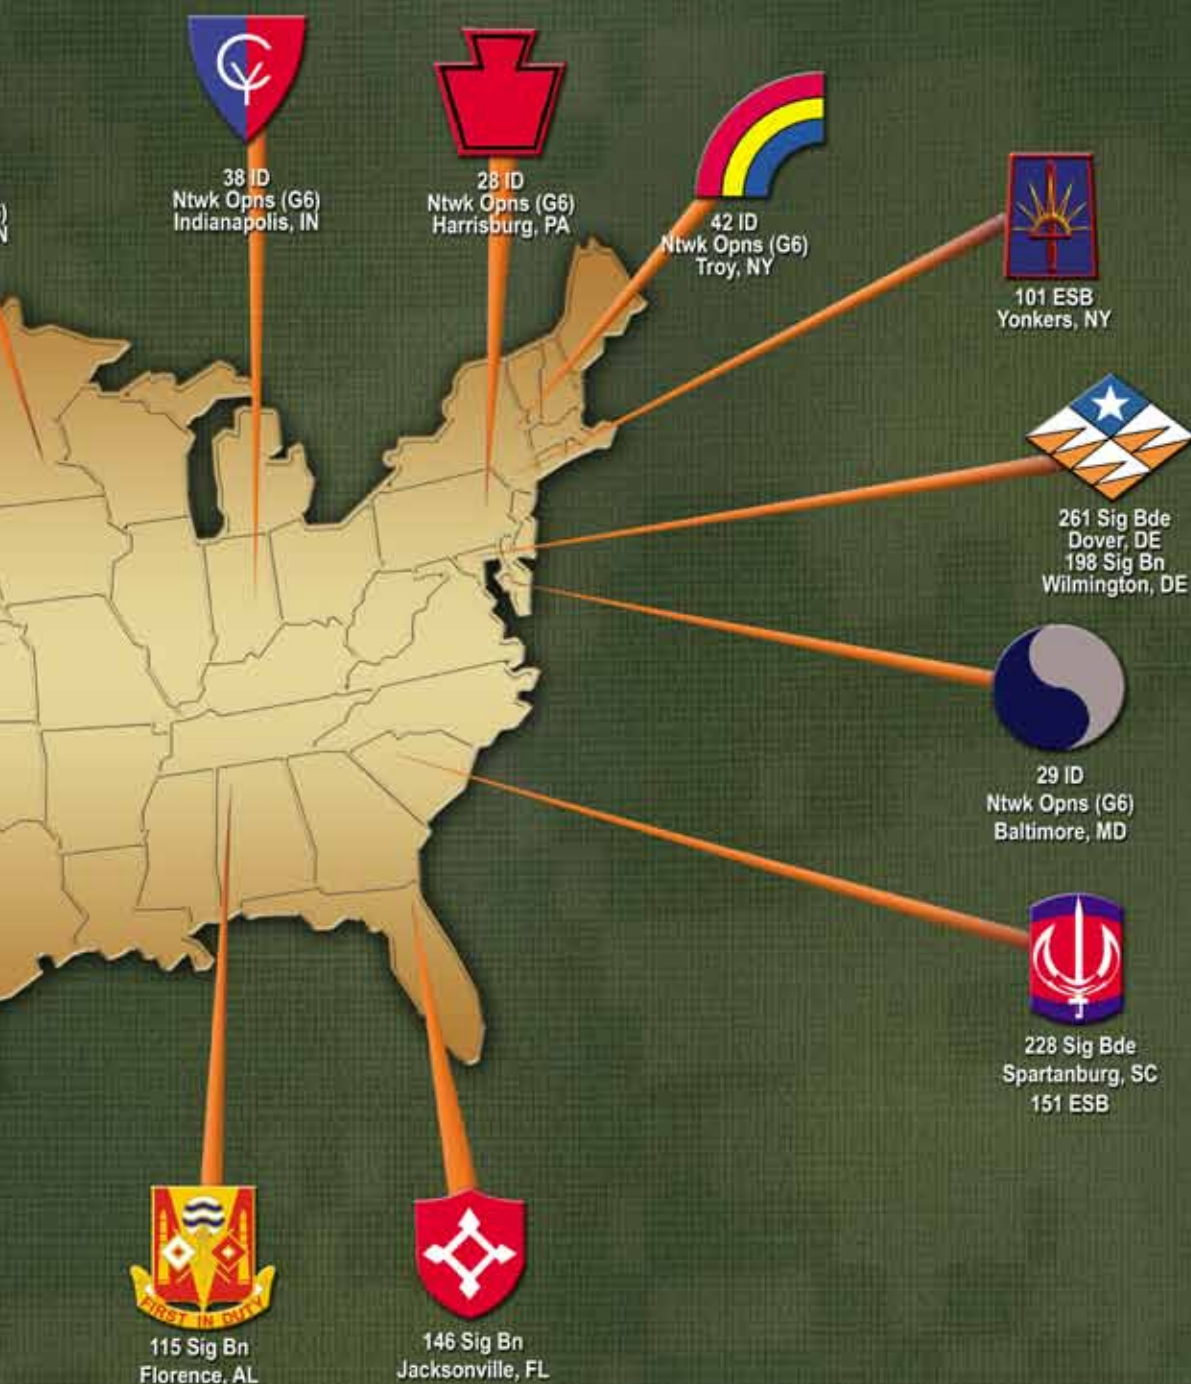 38 ID
Ntwk Opns (G6)
Indianapolis, IN
28 ID
Ntwk Opns (G6)
Harrisburg, PA
42 ID
Ntwk Opns (G6)
Troy, NY
)
N
101 ESB
Yonkers, NY
261 Sig Bde
Dover, DE
198 Sig Bn
Wilmington, DE
29 ID
Ntwk Opns (G6)
Baltimore, MD
228 Sig Bde
Spartanburg, SC
151 ESB
FIRST IN DUTY
115 Sig Bn
Florence, AL
146 Sig Bn
Jacksonville, FL